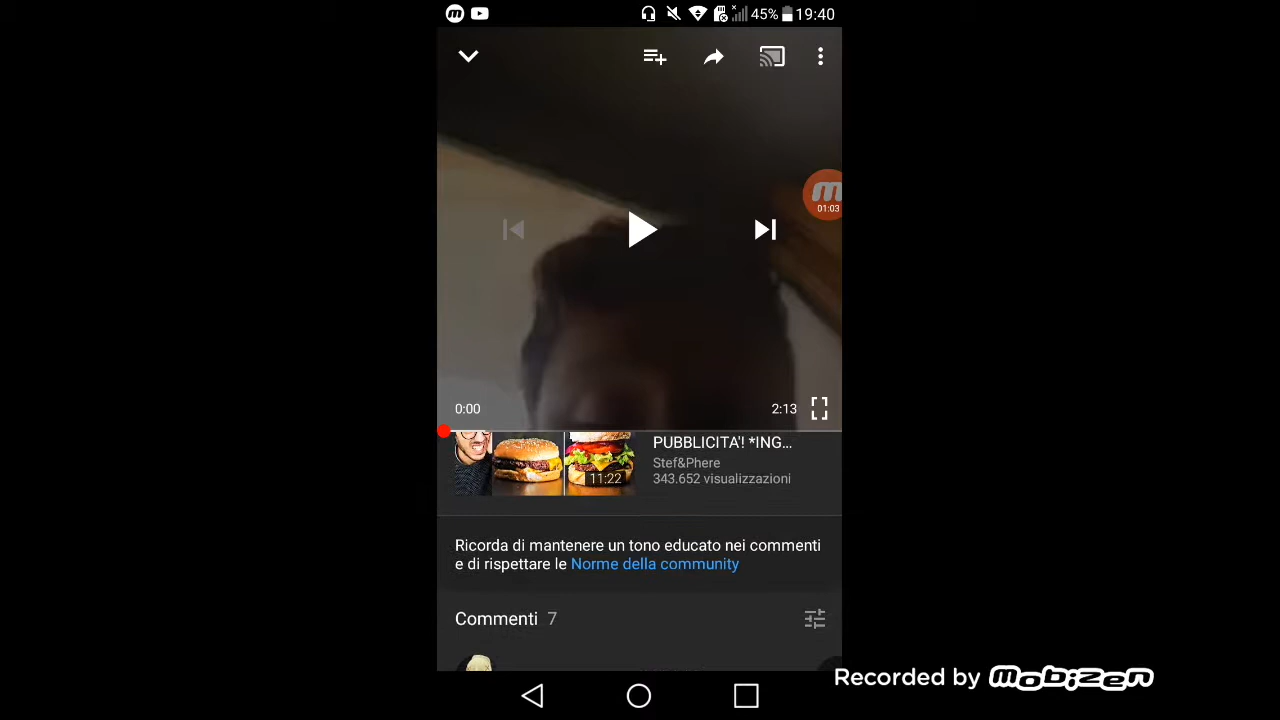 45% 19:40
01:03
0:00 2:13
PUBBLICITA'! *ING...
Stef&Phere
11:22 343.652 visualizzazioni
Ricorda di mantenere un tono educato nei commenti
e di rispettare le Norme della community
Commenti 7
Recorded by mobizen